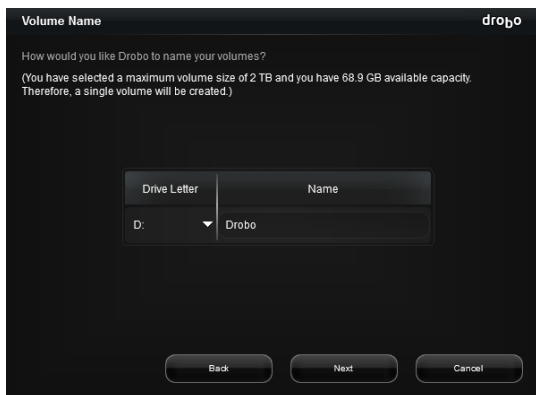 Volume Name
drobo
How would you like Drobo to name your volumes?
(You have selected a maximum volume size of 2 TB and you have 68.9 GB available capacity.
Therefore, a single volume will be created.)
Drive Letter Name
D: Drobo
Back Next Cancel